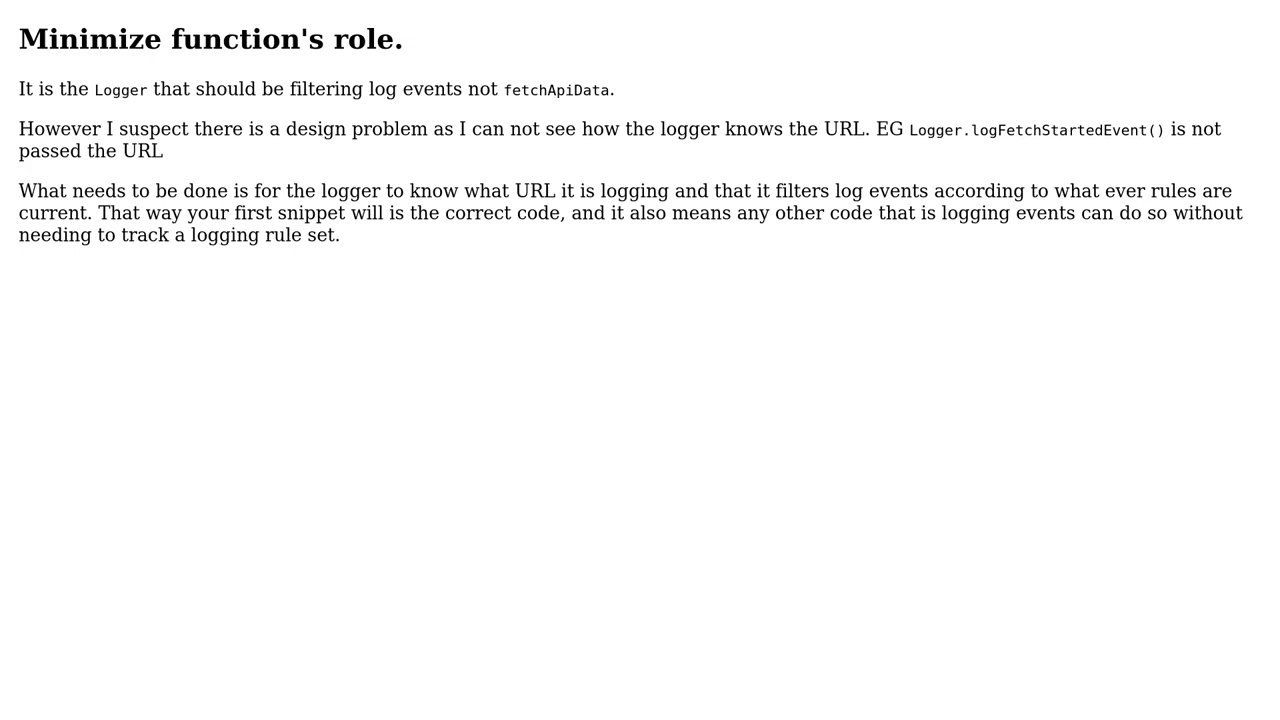 Minimize function's role.
It is the Logger that should be filtering log events not fetchApiData.
However I suspect there is a design problem as I can not see how the logger knows the URL. EG Logger.logFetchStartedEvent() is not
passed the URL
What needs to be done is for the logger to know what URL it is logging and that it filters log events according to what ever rules are
current. That way your first snippet will is the correct code, and it also means any other code that is logging events can do so without
needing to track a logging rule set.